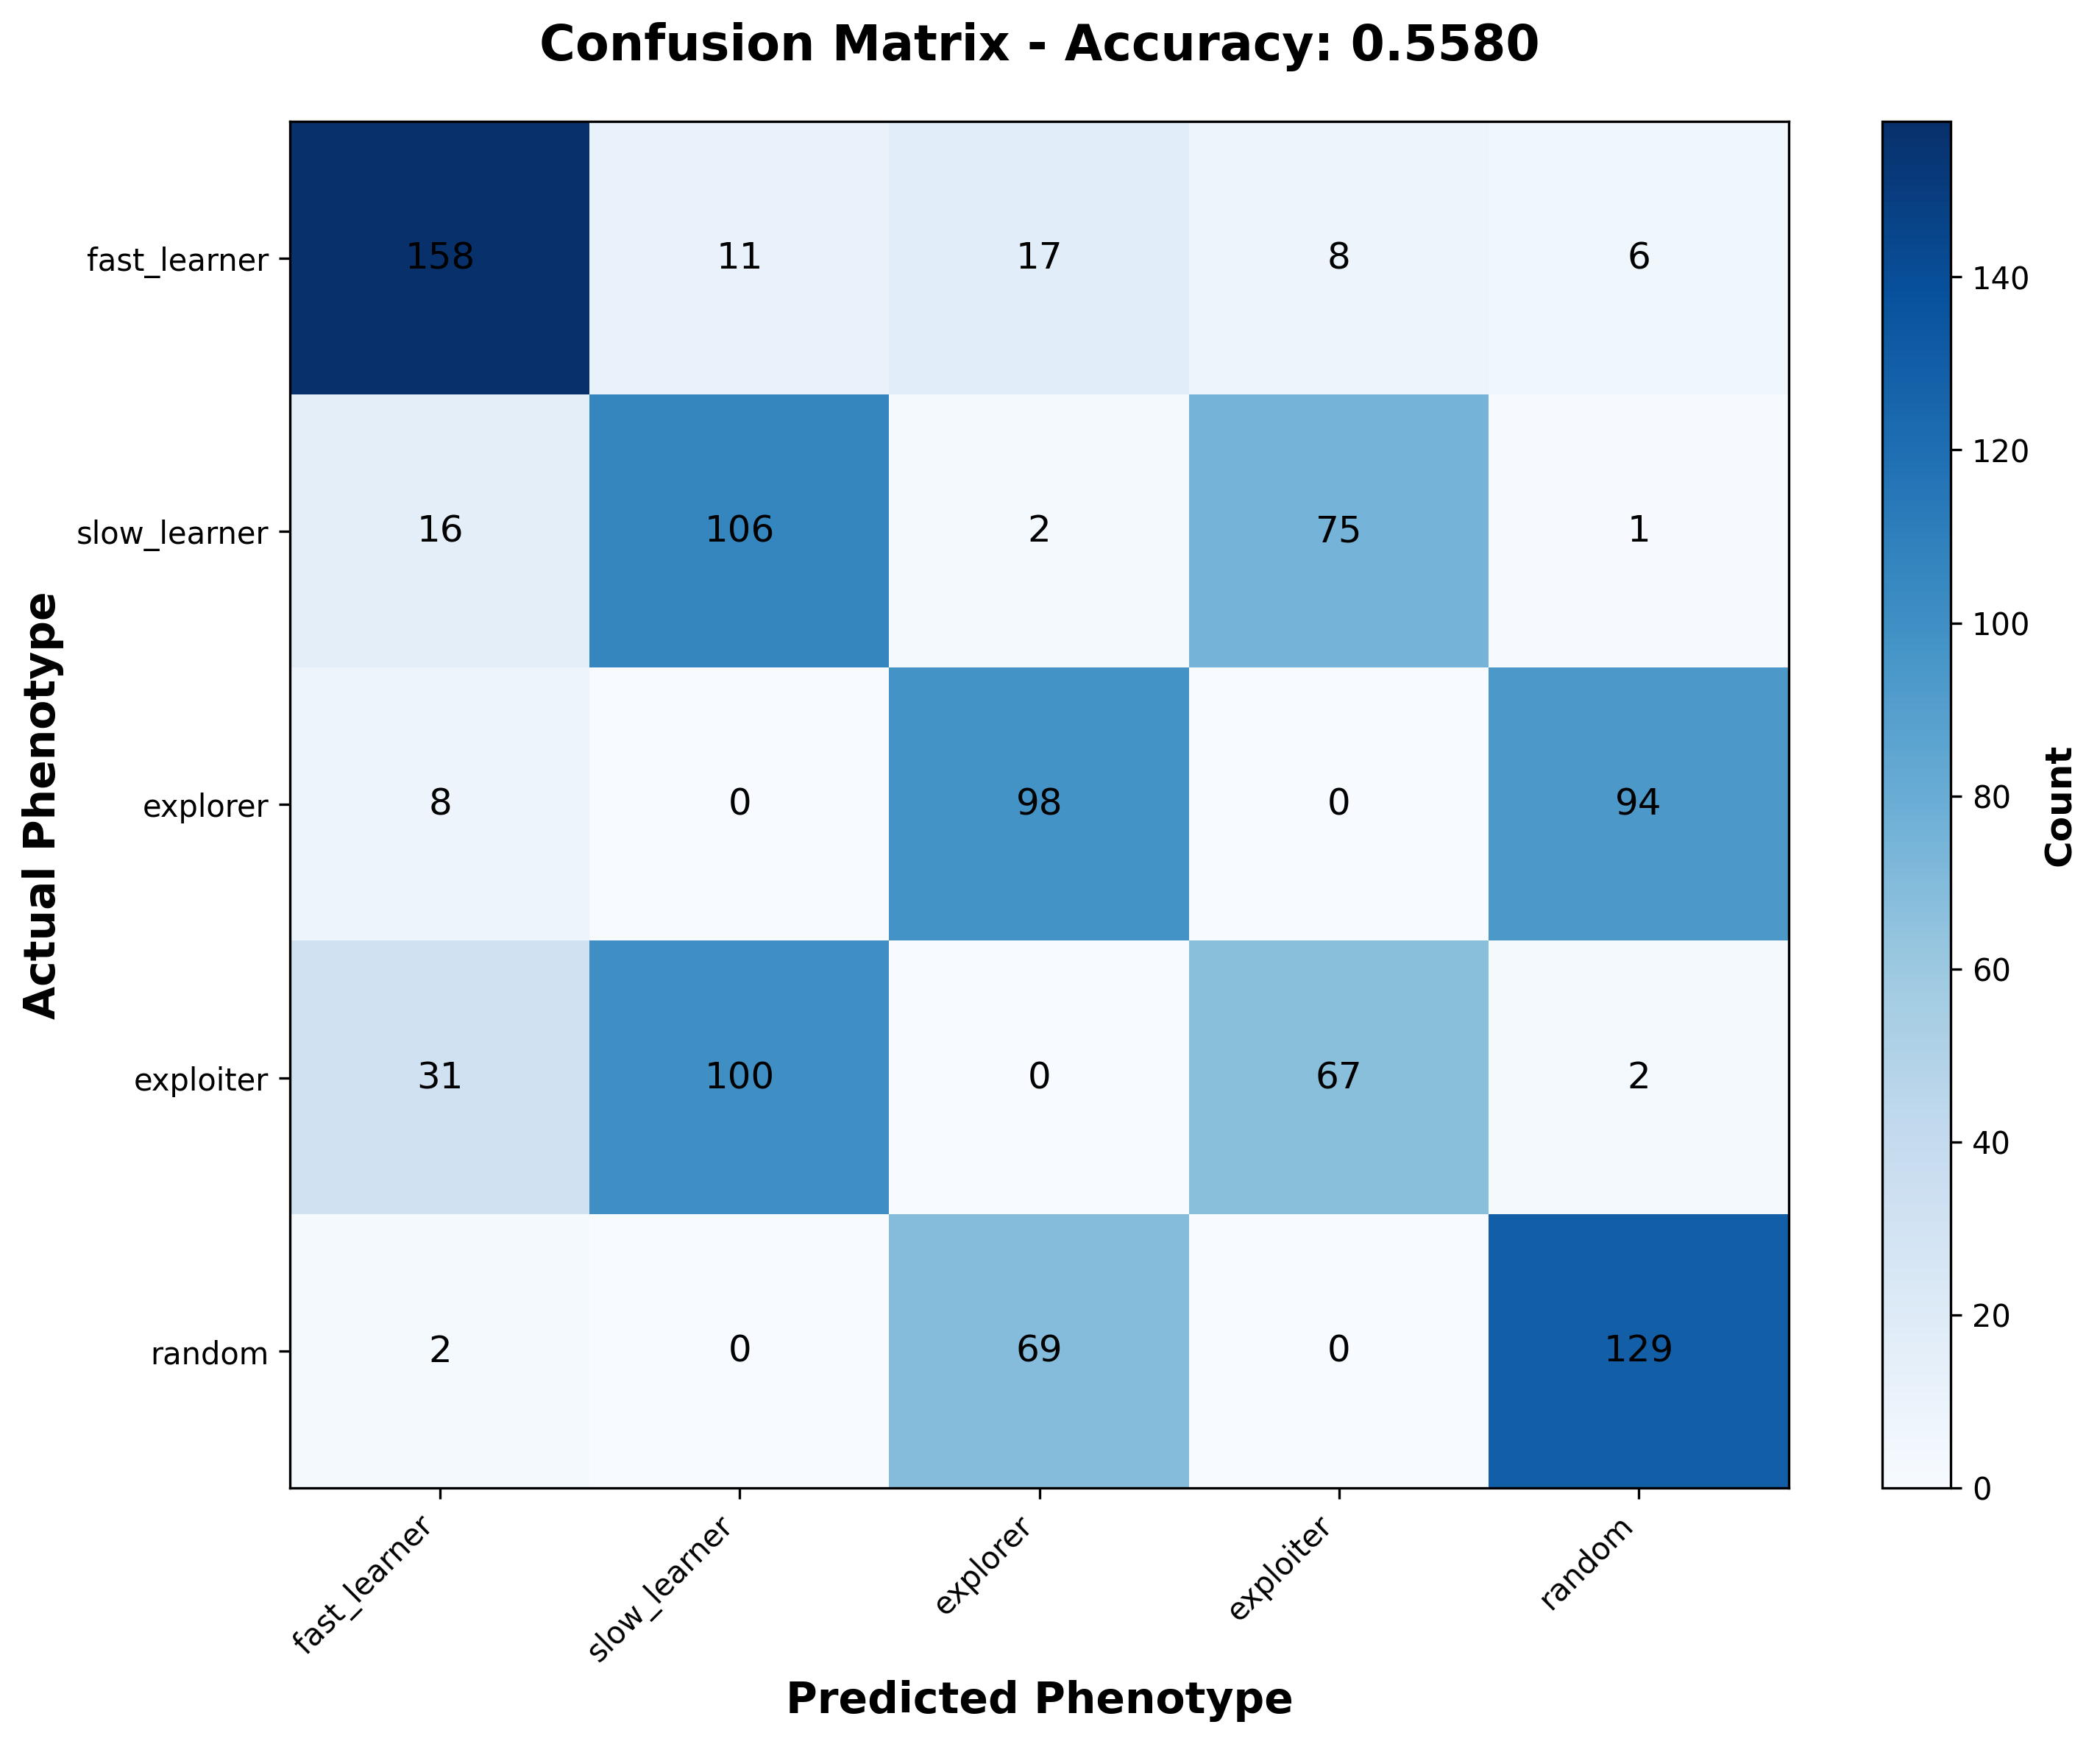 Confusion Matrix - Accuracy: 0.5580
Actual Phenotype
fast_learner 158 11 17 8 6
slow_learner 16 106 2 75 1
explorer 8 0 98 0 94
exploiter 31 100 0 67 2
random 2 0 69 0 129
fast_learner slow_learner explorer exploiter random
Predicted Phenotype
140
120
100
80
60
40
20
0
Count